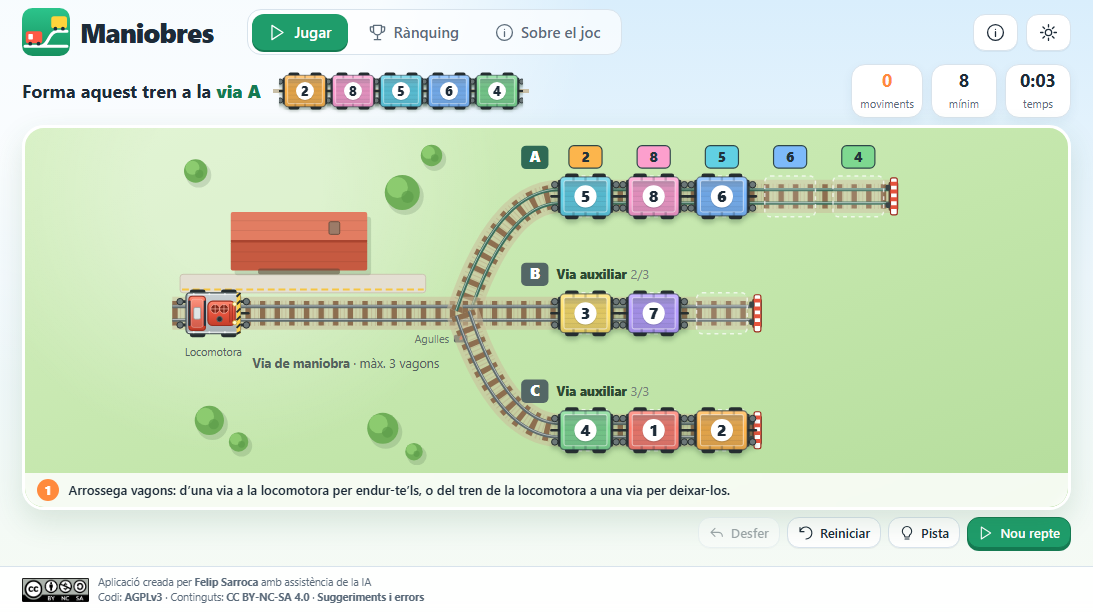 Maniobres
Jugar
Rànquing
Sobre el joc
Forma aquest tren a la via A
2 8 5 6 4
0
moviments
8
mínim
0:03
temps
A 2 8 5 6 4
5 8 6
B Via auxiliar 2/3
3 7
Locomotora
Agulles
Via de maniobra · màx. 3 vagons
C Via auxiliar 3/3
4 1 2
1 Arrossega vagons: d’una via a la locomotora per endur-te’ls, o del tren de la locomotora a una via per deixar-los.
Desfer
Reiniciar
Pista
Nou repte
cc BY NC SA
Aplicació creada per Felip Sarroca amb assistència de la IA
Codi: AGPLv3 · Continguts: CC BY-NC-SA 4.0 · Suggeriments i errors